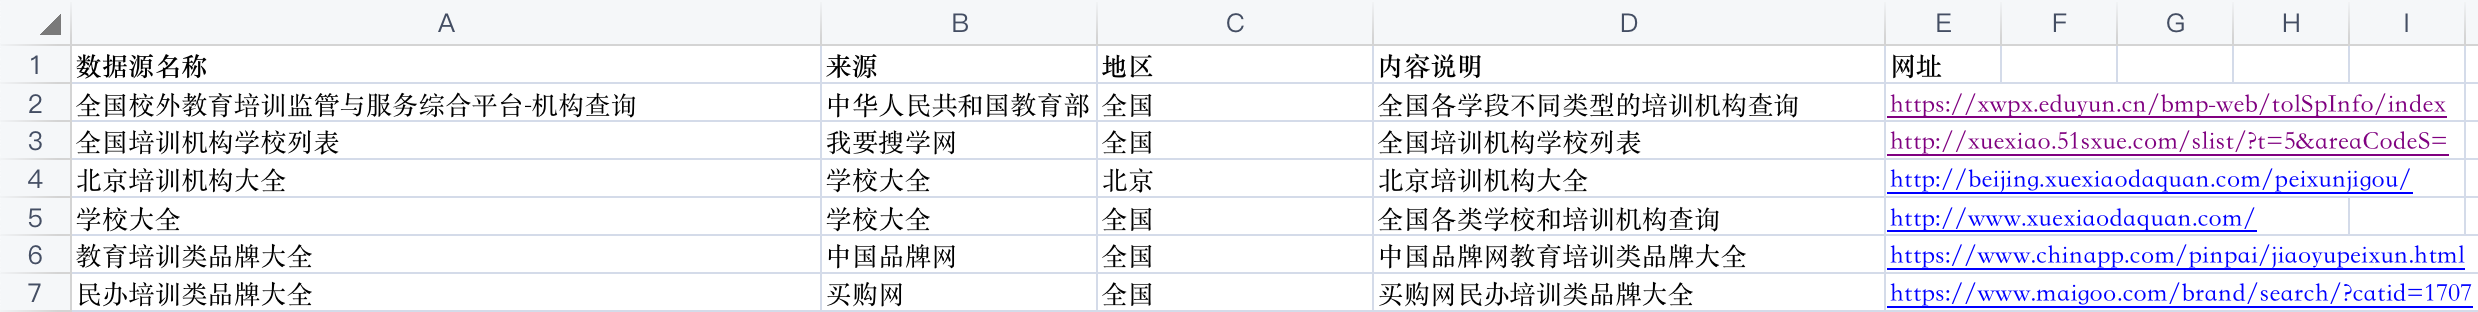 A B C D E F G H I
1 数据源名称 来源 地区 内容说明 网址
2 全国校外教育培训监管与服务综合平台-机构查询 中华人民共和国教育部 全国 全国各学段不同类型的培训机构查询 https://xwpx.eduyun.cn/bmp-web/tolSpInfo/index
3 全国培训机构学校列表 我要搜学网 全国 全国培训机构学校列表 http://xuexiao.51sxue.com/slist/?t=5&areaCodeS=
4 北京培训机构大全 学校大全 北京 北京培训机构大全 http://beijing.xuexiaodaquan.com/peixunjigou/
5 学校大全 学校大全 全国 全国各类学校和培训机构查询 http://www.xuexiaodaquan.com/
6 教育培训类品牌大全 中国品牌网 全国 中国品牌网教育培训类品牌大全 https://www.chinapp.com/pinpai/jiaoyupeixun.html
7 民办培训类品牌大全 买购网 全国 买购网民办培训类品牌大全 https://www.maigoo.com/brand/search/?catid=1707